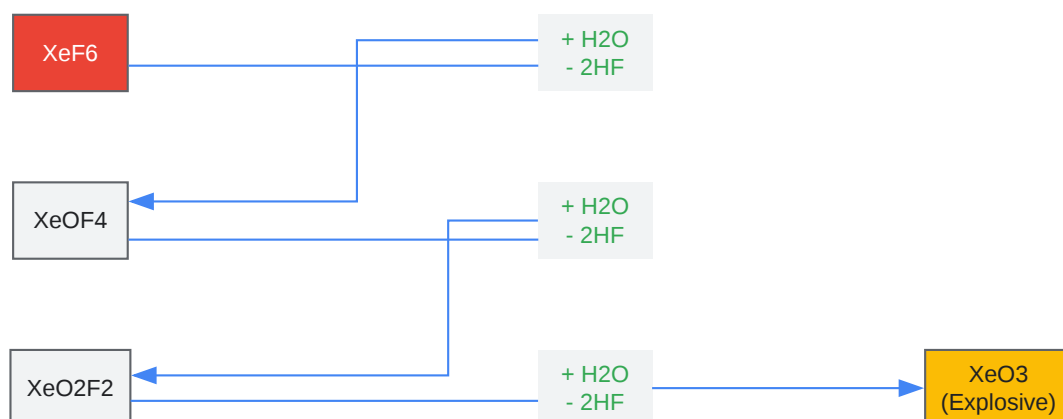 XeF6
+ H2O
- 2HF
XeOF4
+ H2O
- 2HF
XeO2F2
+ H2O
- 2HF
XeO3
(Explosive)